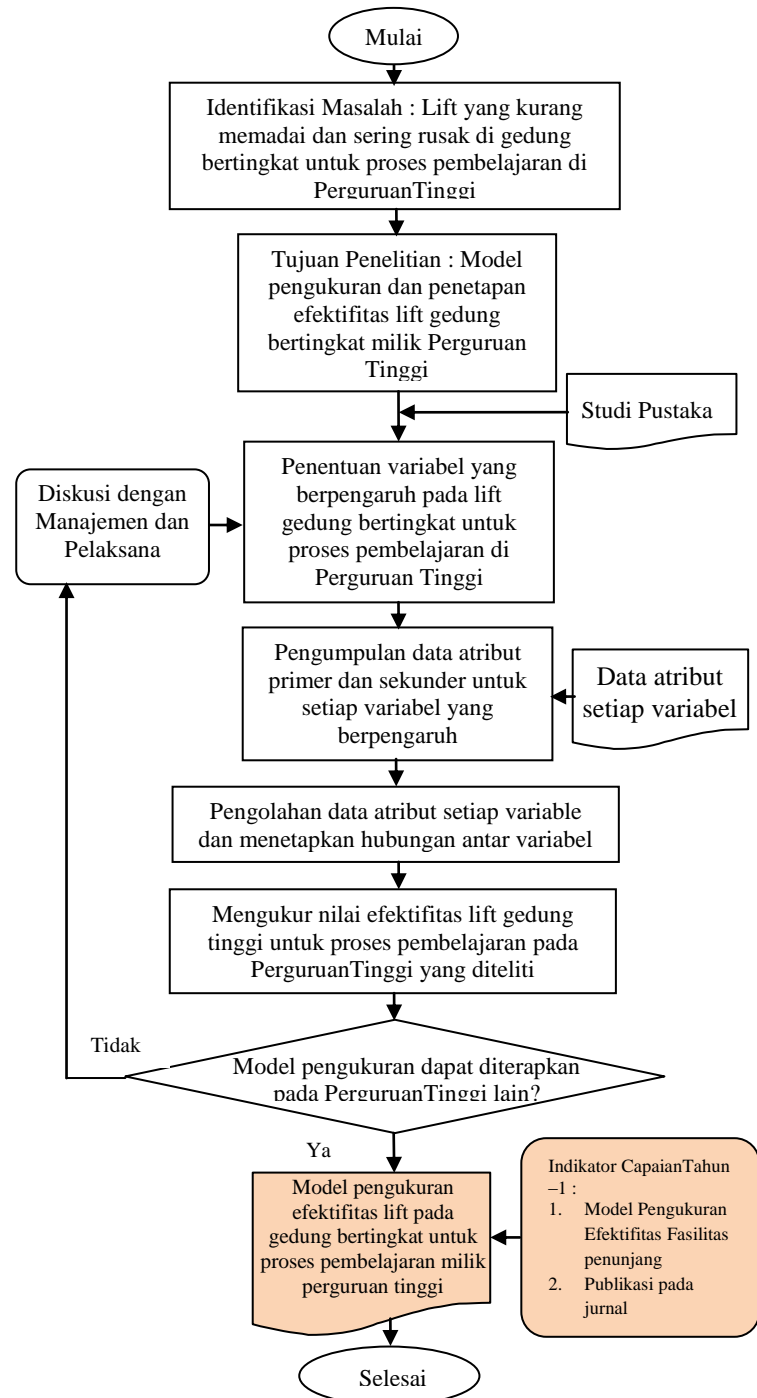 Mulai
Identifikasi Masalah : Lift yang kurang
memadai dan sering rusak di gedung
bertingkat untuk proses pembelajaran di
PerguruanTinggi
Tujuan Penelitian : Model
pengukuran dan penetapan
efektifitas lift gedung
bertingkat milik Perguruan
Tinggi
Studi Pustaka
Penentuan variabel yang
berpengaruh pada lift
gedung bertingkat untuk
proses pembelajaran di
Perguruan Tinggi
Diskusi dengan
Manajemen dan
Pelaksana
Pengumpulan data atribut
primer dan sekunder untuk
setiap variabel yang
berpengaruh
Data atribut
setiap variabel
Pengolahan data atribut setiap variable
dan menetapkan hubungan antar variabel
Mengukur nilai efektifitas lift gedung
tinggi untuk proses pembelajaran pada
PerguruanTinggi yang diteliti
Tidak
Model pengukuran dapat diterapkan
pada PerguruanTinggi lain?
Ya
Model pengukuran
efektifitas lift pada
gedung bertingkat untuk
proses pembelajaran milik
perguruan tinggi
Indikator CapaianTahun
–1 :
1. Model Pengukuran
Efektifitas Fasilitas
penunjang
2. Publikasi pada
jurnal
Selesai